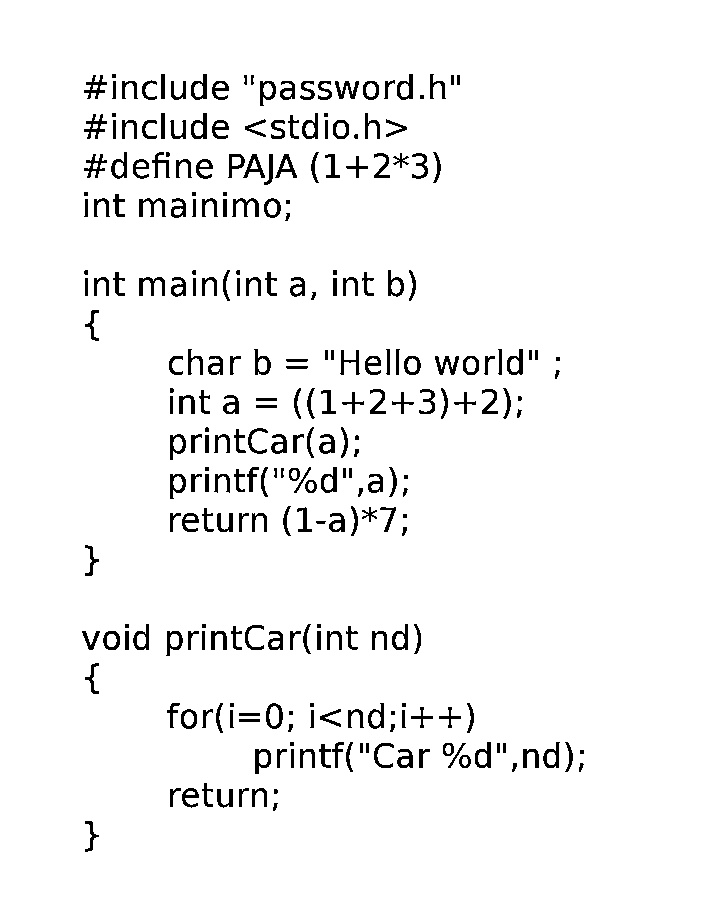 #include "password.h"
#include <stdio.h>
#define PAJA (1+2*3)
int mainimo;

int main(int a, int b)
{
	char b = "Hello world" ;
	int a = ((1+2+3)+2);
	printCar(a);
	printf("%d",a);
	return (1-a)*7;
}

void printCar(int nd)
{
	for(i=0; i<nd;i++)
		printf("Car %d",nd);
	return;
}